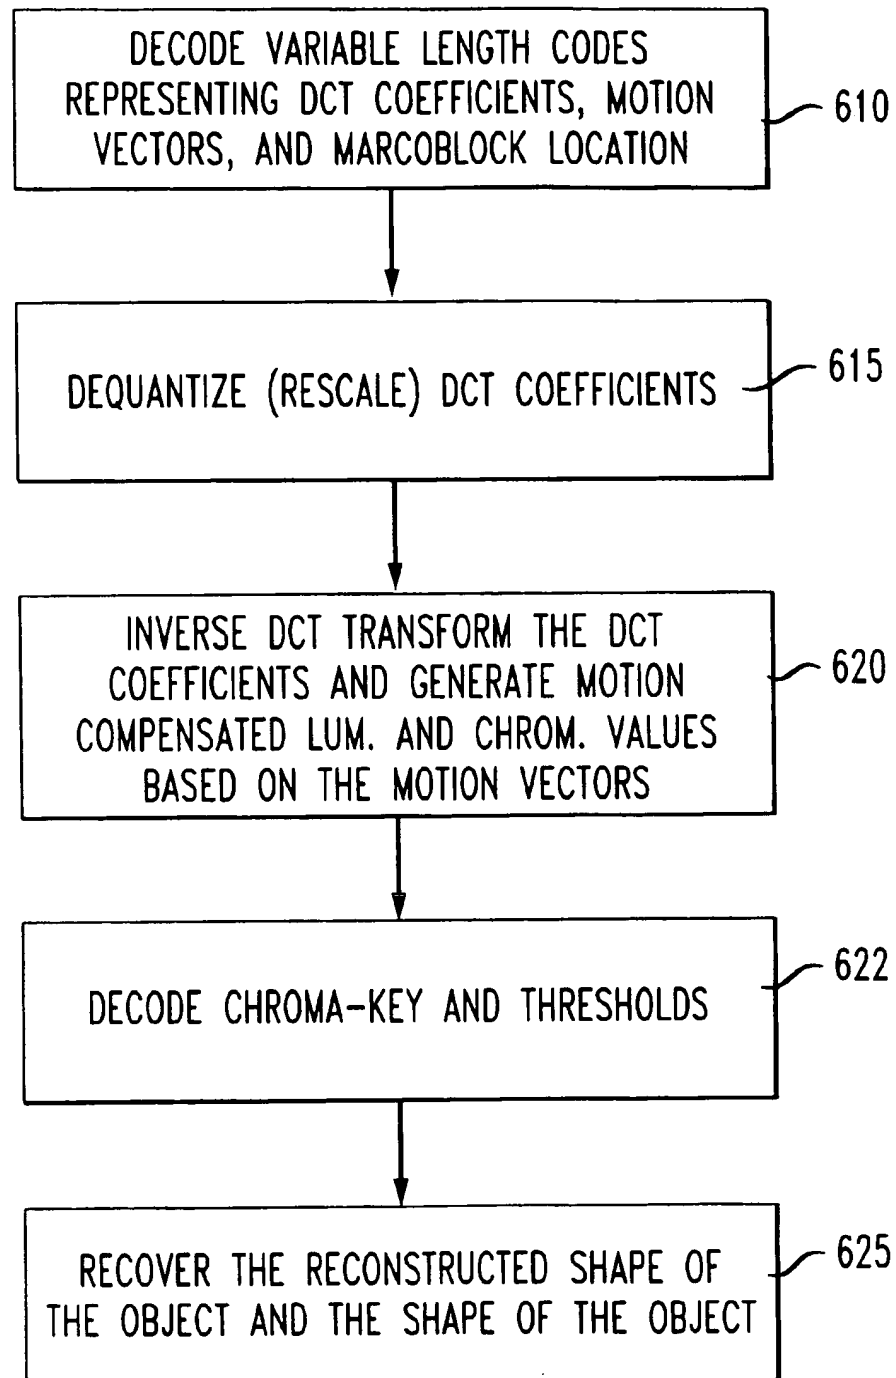 DECODE VARIABLE LENGTH CODES
REPRESENTING DCT COEFFICIENTS, MOTION
VECTORS, AND MARCOBLOCK LOCATION
610
DEQUANTIZE (RESCALE) DCT COEFFICIENTS
615
INVERSE DCT TRANSFORM THE DCT
COEFFICIENTS AND GENERATE MOTION
COMPENSATED LUM. AND CHROM. VALUES
BASED ON THE MOTION VECTORS
620
DECODE CHROMA-KEY AND THRESHOLDS
622
RECOVER THE RECONSTRUCTED SHAPE OF
THE OBJECT AND THE SHAPE OF THE OBJECT
625